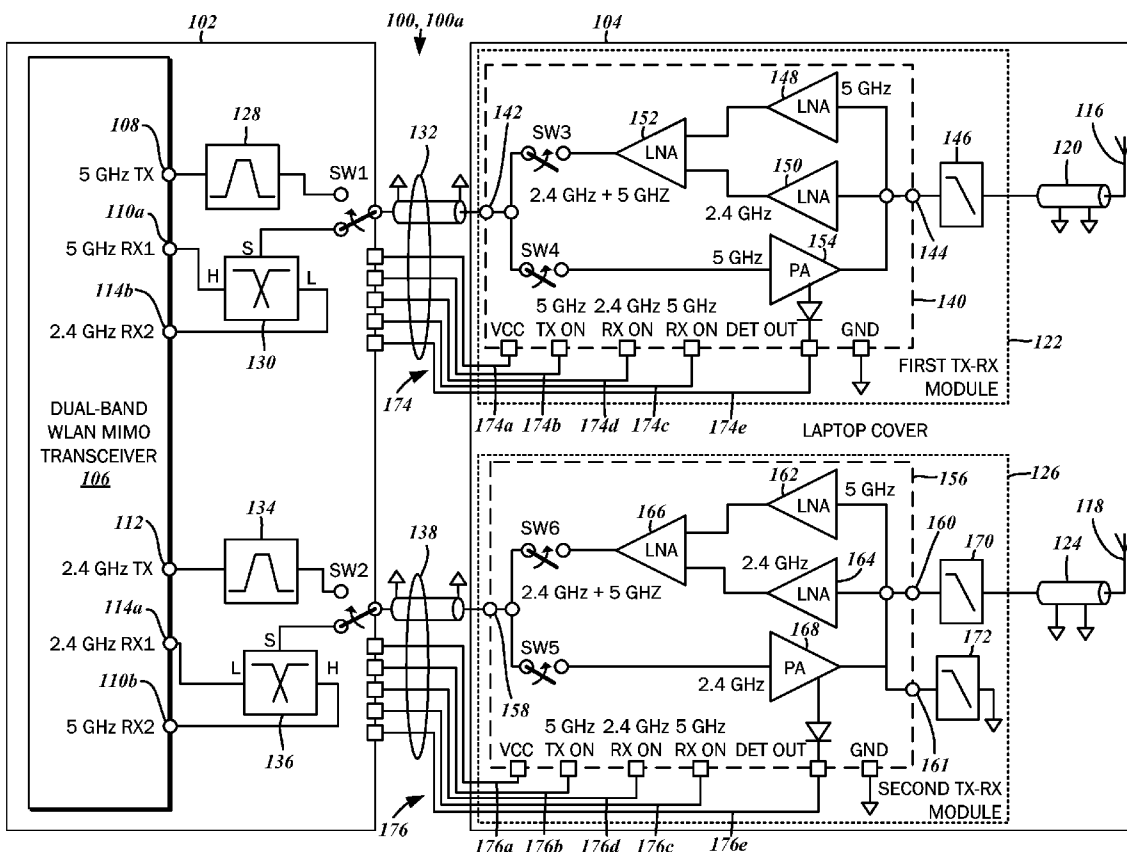 102
100, 100a
104
108
128
5 GHz TX
SW1
110a
5 GHz RX1
S
H
L
114b
2.4 GHz RX2
130
132
142
SW3
152
LNA
148
LNA
5 GHz
2.4 GHz + 5 GHZ
150
LNA
2.4 GHz
SW4
5 GHz
154
PA
144
146
120
116
140
122
5 GHz 2.4 GHz 5 GHz
VCC TX ON RX ON RX ON DET OUT GND
FIRST TX-RX
MODULE
174
174a 174b 174d 174c 174e
LAPTOP COVER
DUAL-BAND
WLAN MIMO
TRANSCEIVER
106
112
134
2.4 GHz TX
SW2
114a
2.4 GHz RX1
S
L
H
110b
5 GHz RX2
136
138
158
SW6
166
LNA
162
LNA
5 GHz
2.4 GHz + 5 GHZ
2.4 GHz
164
LNA
SW5
168
PA
2.4 GHz
156
126
160
170
172
161
124
118
5 GHz 2.4 GHz 5 GHz
VCC TX ON RX ON RX ON DET OUT GND
SECOND TX-RX
MODULE
176
176a 176b 176d 176c 176e